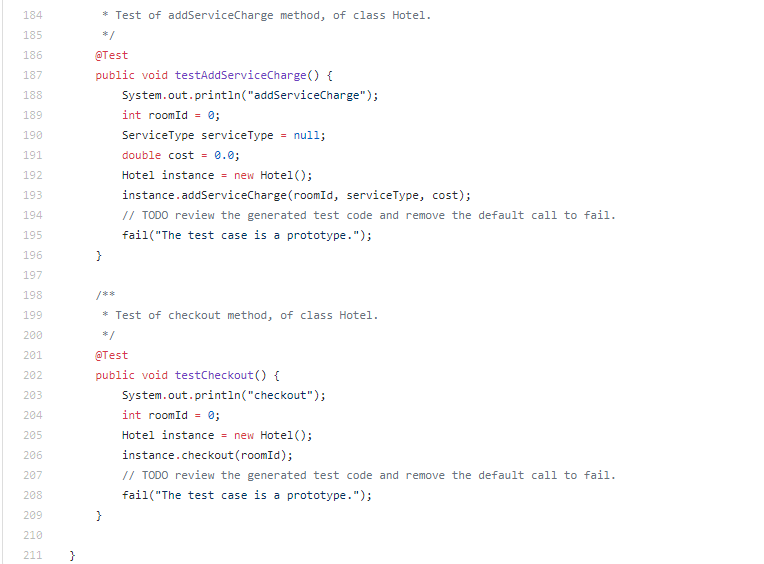 184 * Test of addServiceCharge method, of class Hotel.
185 */
186 @Test
187 public void testAddServiceCharge() {
188 System.out.println("addServiceCharge");
189 int roomId = 0;
190 ServiceType serviceType = null;
191 double cost = 0.0;
192 Hotel instance = new Hotel();
193 instance.addServiceCharge(roomId, serviceType, cost);
194 // TODO review the generated test code and remove the default call to fail.
195 fail("The test case is a prototype.");
196 }
197
198 /**
199 * Test of checkout method, of class Hotel.
200 */
201 @Test
202 public void testCheckout() {
203 System.out.println("checkout");
204 int roomId = 0;
205 Hotel instance = new Hotel();
206 instance.checkout(roomId);
207 // TODO review the generated test code and remove the default call to fail.
208 fail("The test case is a prototype.");
209 }
210
211 }